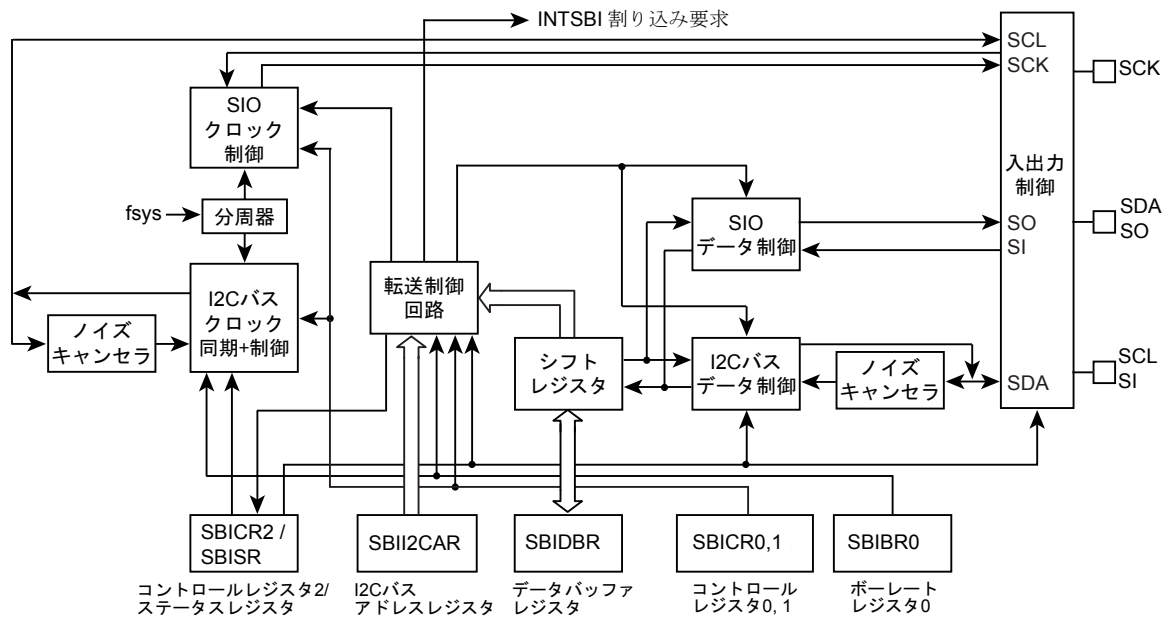 INTSBI 割り込み要求
SCL
SCK
SCK
SIO
クロック
制御
入出力
制御
fsys
分周器
SIO
データ制御
SO
SI
SDA
SO
I2Cバス
クロック
同期+制御
転送制御
回路
ノイズ
キャンセラ
シフト
レジスタ
I2Cバス
データ制御
ノイズ
キャンセラ
SDA
SCL
SI
SBICR2 /
SBISR
SBII2CAR
SBIDBR
SBICR0,1
SBIBR0
コントロールレジスタ2/
ステータスレジスタ
I2Cバス
アドレスレジスタ
データバッファ
レジスタ
コントロール
レジスタ0, 1
ボーレート
レジスタ0